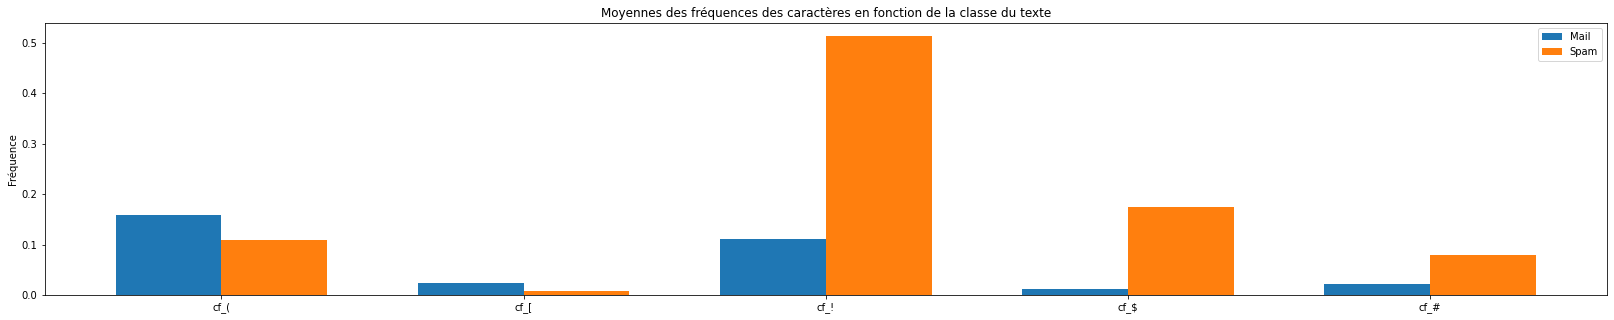 Moyennes des fréquences des caractères en fonction de la classe du texte
Mail
Spam
Fréquence
0.5
0.4
0.3
0.2
0.1
0.0
cf_(
cf_[
cf_!
cf_$
cf_#